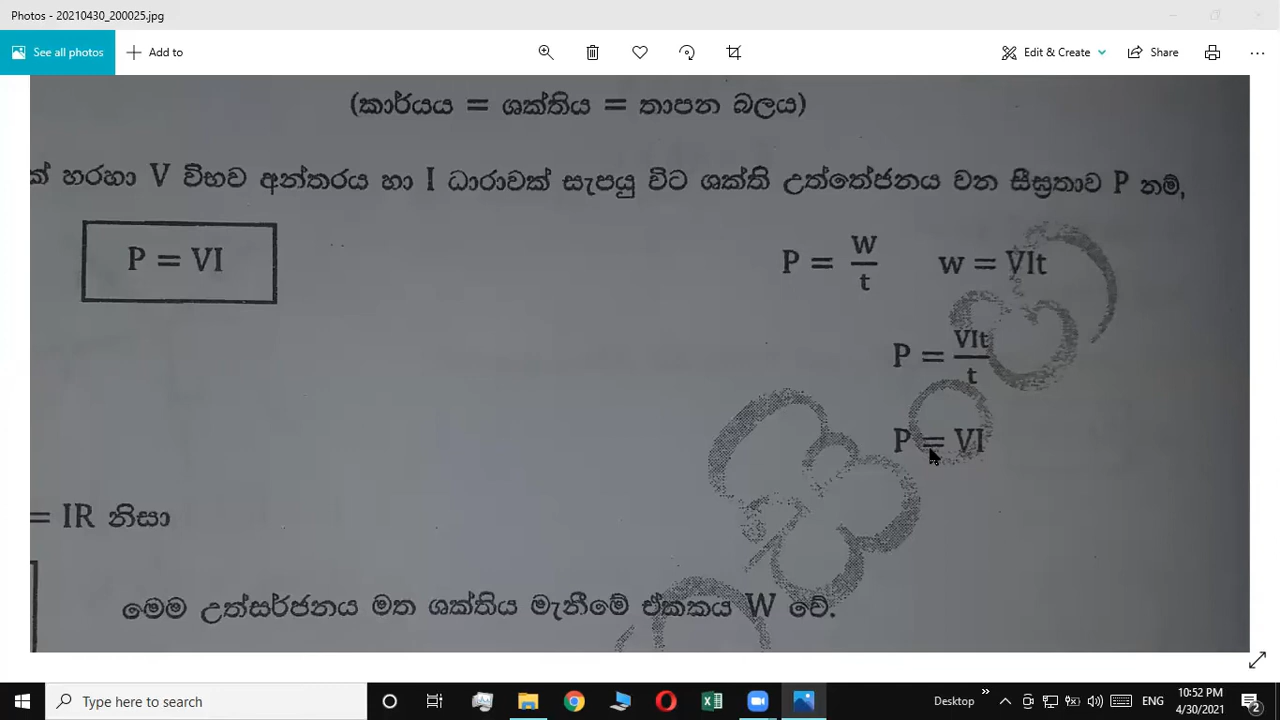 Photos - 20210430_200025.jpg
See all photos
Add to
Edit & Create
Share
(කාර්යය = ශක්තිය = තාපන බලය)
ක් හරහා V විභව අන්තරය හා I ධාරාවක් සැපයු විට ශක්ති උත්තේජනය වන සීඝ්‍රතාව P නම්,
P = VI
P = W/t w = VIt
P = VIt/t
P = VI
= IR නිසා
මෙම උත්සර්ජනය මත ශක්තිය මැනීමේ ඒකකය W වේ.
Type here to search
Desktop
ENG
10:52 PM
4/30/2021
2